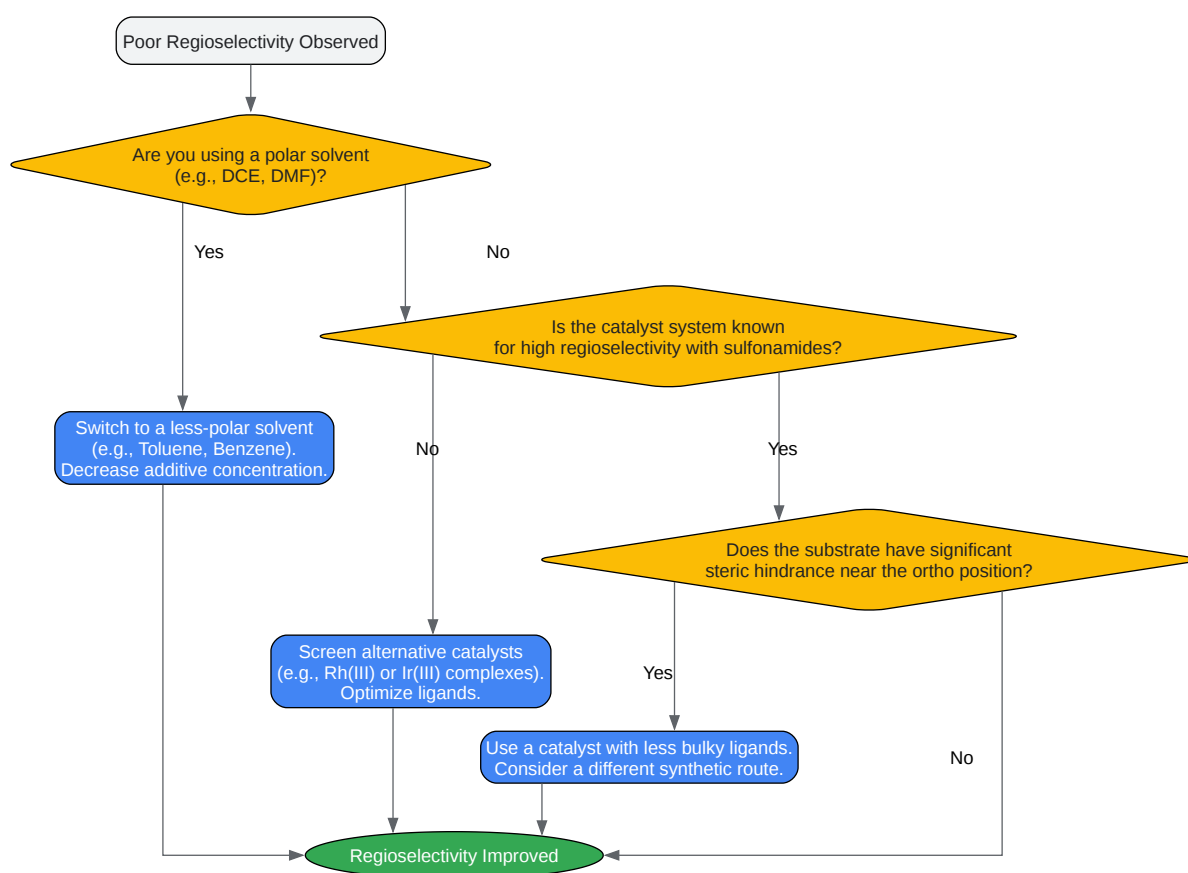 Poor Regioselectivity Observed
Are you using a polar solvent
(e.g., DCE, DMF)?
Yes
No
Is the catalyst system known
for high regioselectivity with sulfonamides?
Switch to a less-polar solvent
(e.g., Toluene, Benzene).
Decrease additive concentration.
No
Yes
Does the substrate have significant
steric hindrance near the ortho position?
Screen alternative catalysts
(e.g., Rh(III) or Ir(III) complexes).
Optimize ligands.
Yes
No
Use a catalyst with less bulky ligands.
Consider a different synthetic route.
Regioselectivity Improved